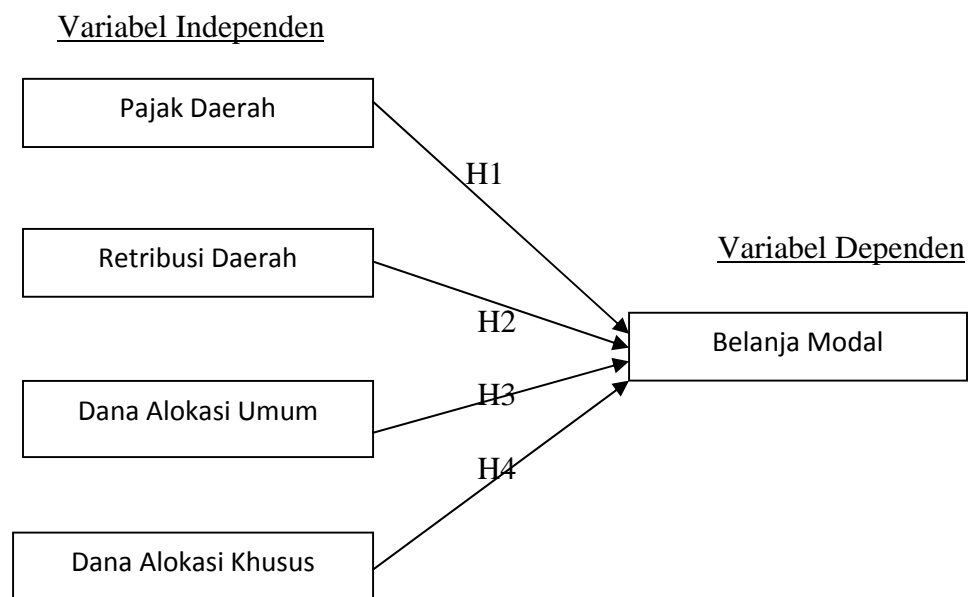 Variabel Independen
Pajak Daerah
H1
Retribusi Daerah
Variabel Dependen
H2
Belanja Modal
H3
Dana Alokasi Umum
H4
Dana Alokasi Khusus